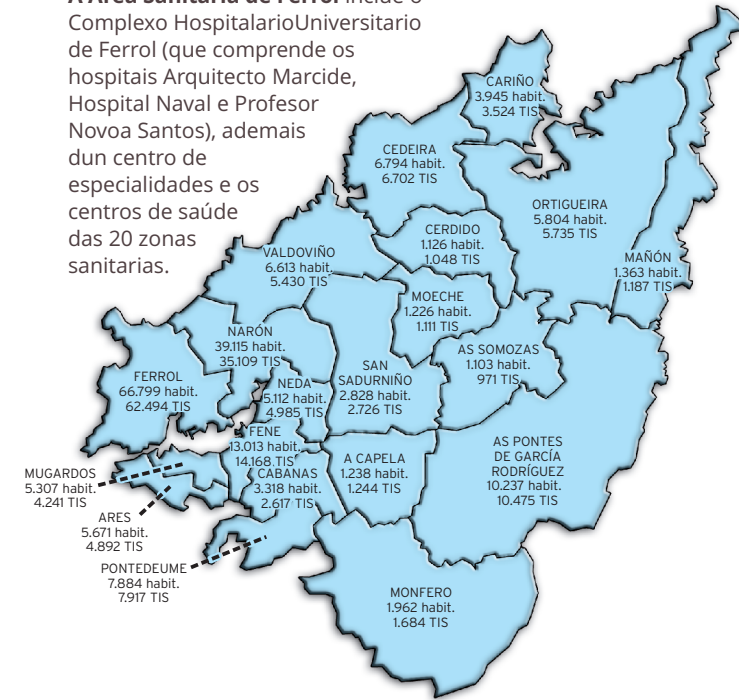 A Área Sanitaria de Ferrol inclúe o
Complexo HospitalarioUniversitario
de Ferrol (que comprende os
hospitais Arquitecto Marcide,
Hospital Naval e Profesor
Novoa Santos), ademais
dun centro de
especialidades e os
centros de saúde
das 20 zonas
sanitarias.
CARIÑO
3.945 habit.
3.524 TIS
CEDEIRA
6.794 habit.
6.702 TIS
ORTIGUEIRA
5.804 habit.
5.735 TIS
CERDIDO
1.126 habit.
1.048 TIS
VALDOVIÑO
6.613 habit.
5.430 TIS
MAÑÓN
1.363 habit.
1.187 TIS
MOECHE
1.226 habit.
1.111 TIS
NARÓN
39.115 habit.
35.109 TIS
AS SOMOZAS
1.103 habit.
971 TIS
FERROL
66.799 habit.
62.494 TIS
SAN
SADURNIÑO
2.828 habit.
2.726 TIS
NEDA
5.112 habit.
4.985 TIS
FENE
13.013 habit.
14.168 TIS
AS PONTES
DE GARCÍA
RODRÍGUEZ
10.237 habit.
10.475 TIS
A CAPELA
1.238 habit.
1.244 TIS
CABANAS
3.318 habit.
2.617 TIS
MUGARDOS
5.307 habit.
4.241 TIS
ARES
5.671 habit.
4.892 TIS
PONTEDEUME
7.884 habit.
7.917 TIS
MONFERO
1.962 habit.
1.684 TIS